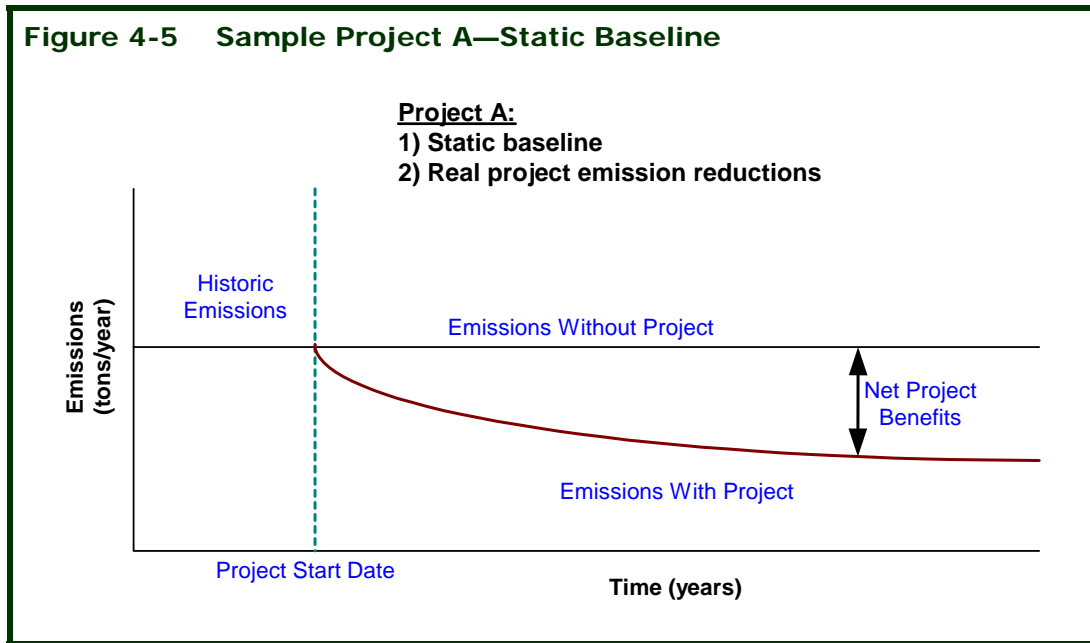 Figure 4-5 Sample Project A—Static Baseline
Project A:
1) Static baseline
2) Real project emission reductions
Historic
Emissions
Emissions Without Project
Emissions
(tons/year)
Net Project
Benefits
Emissions With Project
Project Start Date
Time (years)